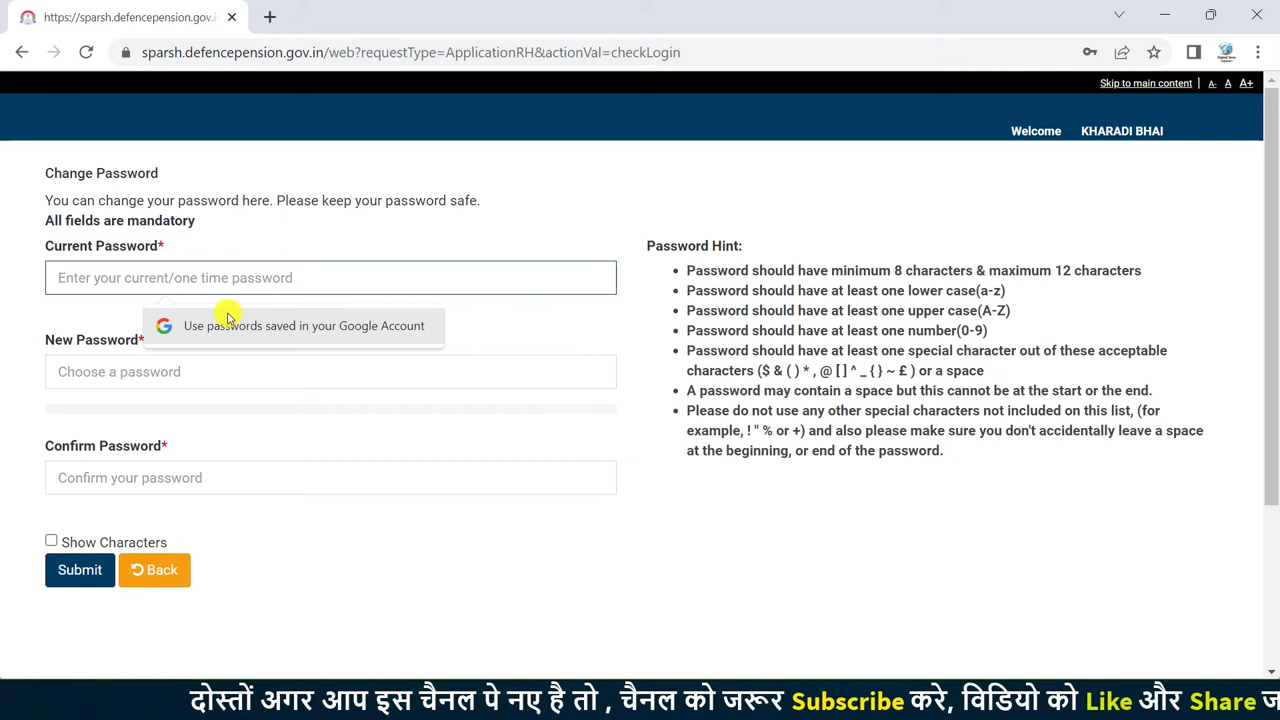 https://sparsh.defencepension.gov.i
sparsh.defencepension.gov.in/web?requestType=ApplicationRH&actionVal=checkLogin
Skip to main content | A- A A+
Welcome KHARADI BHAI
Change Password
You can change your password here. Please keep your password safe.
All fields are mandatory
Current Password*
Enter your current/one time password
Use passwords saved in your Google Account
New Password*
Choose a password
Confirm Password*
Confirm your password
Show Characters
Submit
Back
Password Hint:
• Password should have minimum 8 characters & maximum 12 characters
• Password should have at least one lower case(a-z)
• Password should have at least one upper case(A-Z)
• Password should have at least one number(0-9)
• Password should have at least one special character out of these acceptable
characters ($ & ( ) * , @ [ ] ^ _ { } ~ £ ) or a space
• A password may contain a space but this cannot be at the start or the end.
• Please do not use any other special characters not included on this list, (for
example, ! " % or +) and also please make sure you don't accidentally leave a space
at the beginning, or end of the password.
दोस्तों अगर आप इस चैनल पे नए है तो , चैनल को जरूर Subscribe करे, विडियो को Like और Share ज